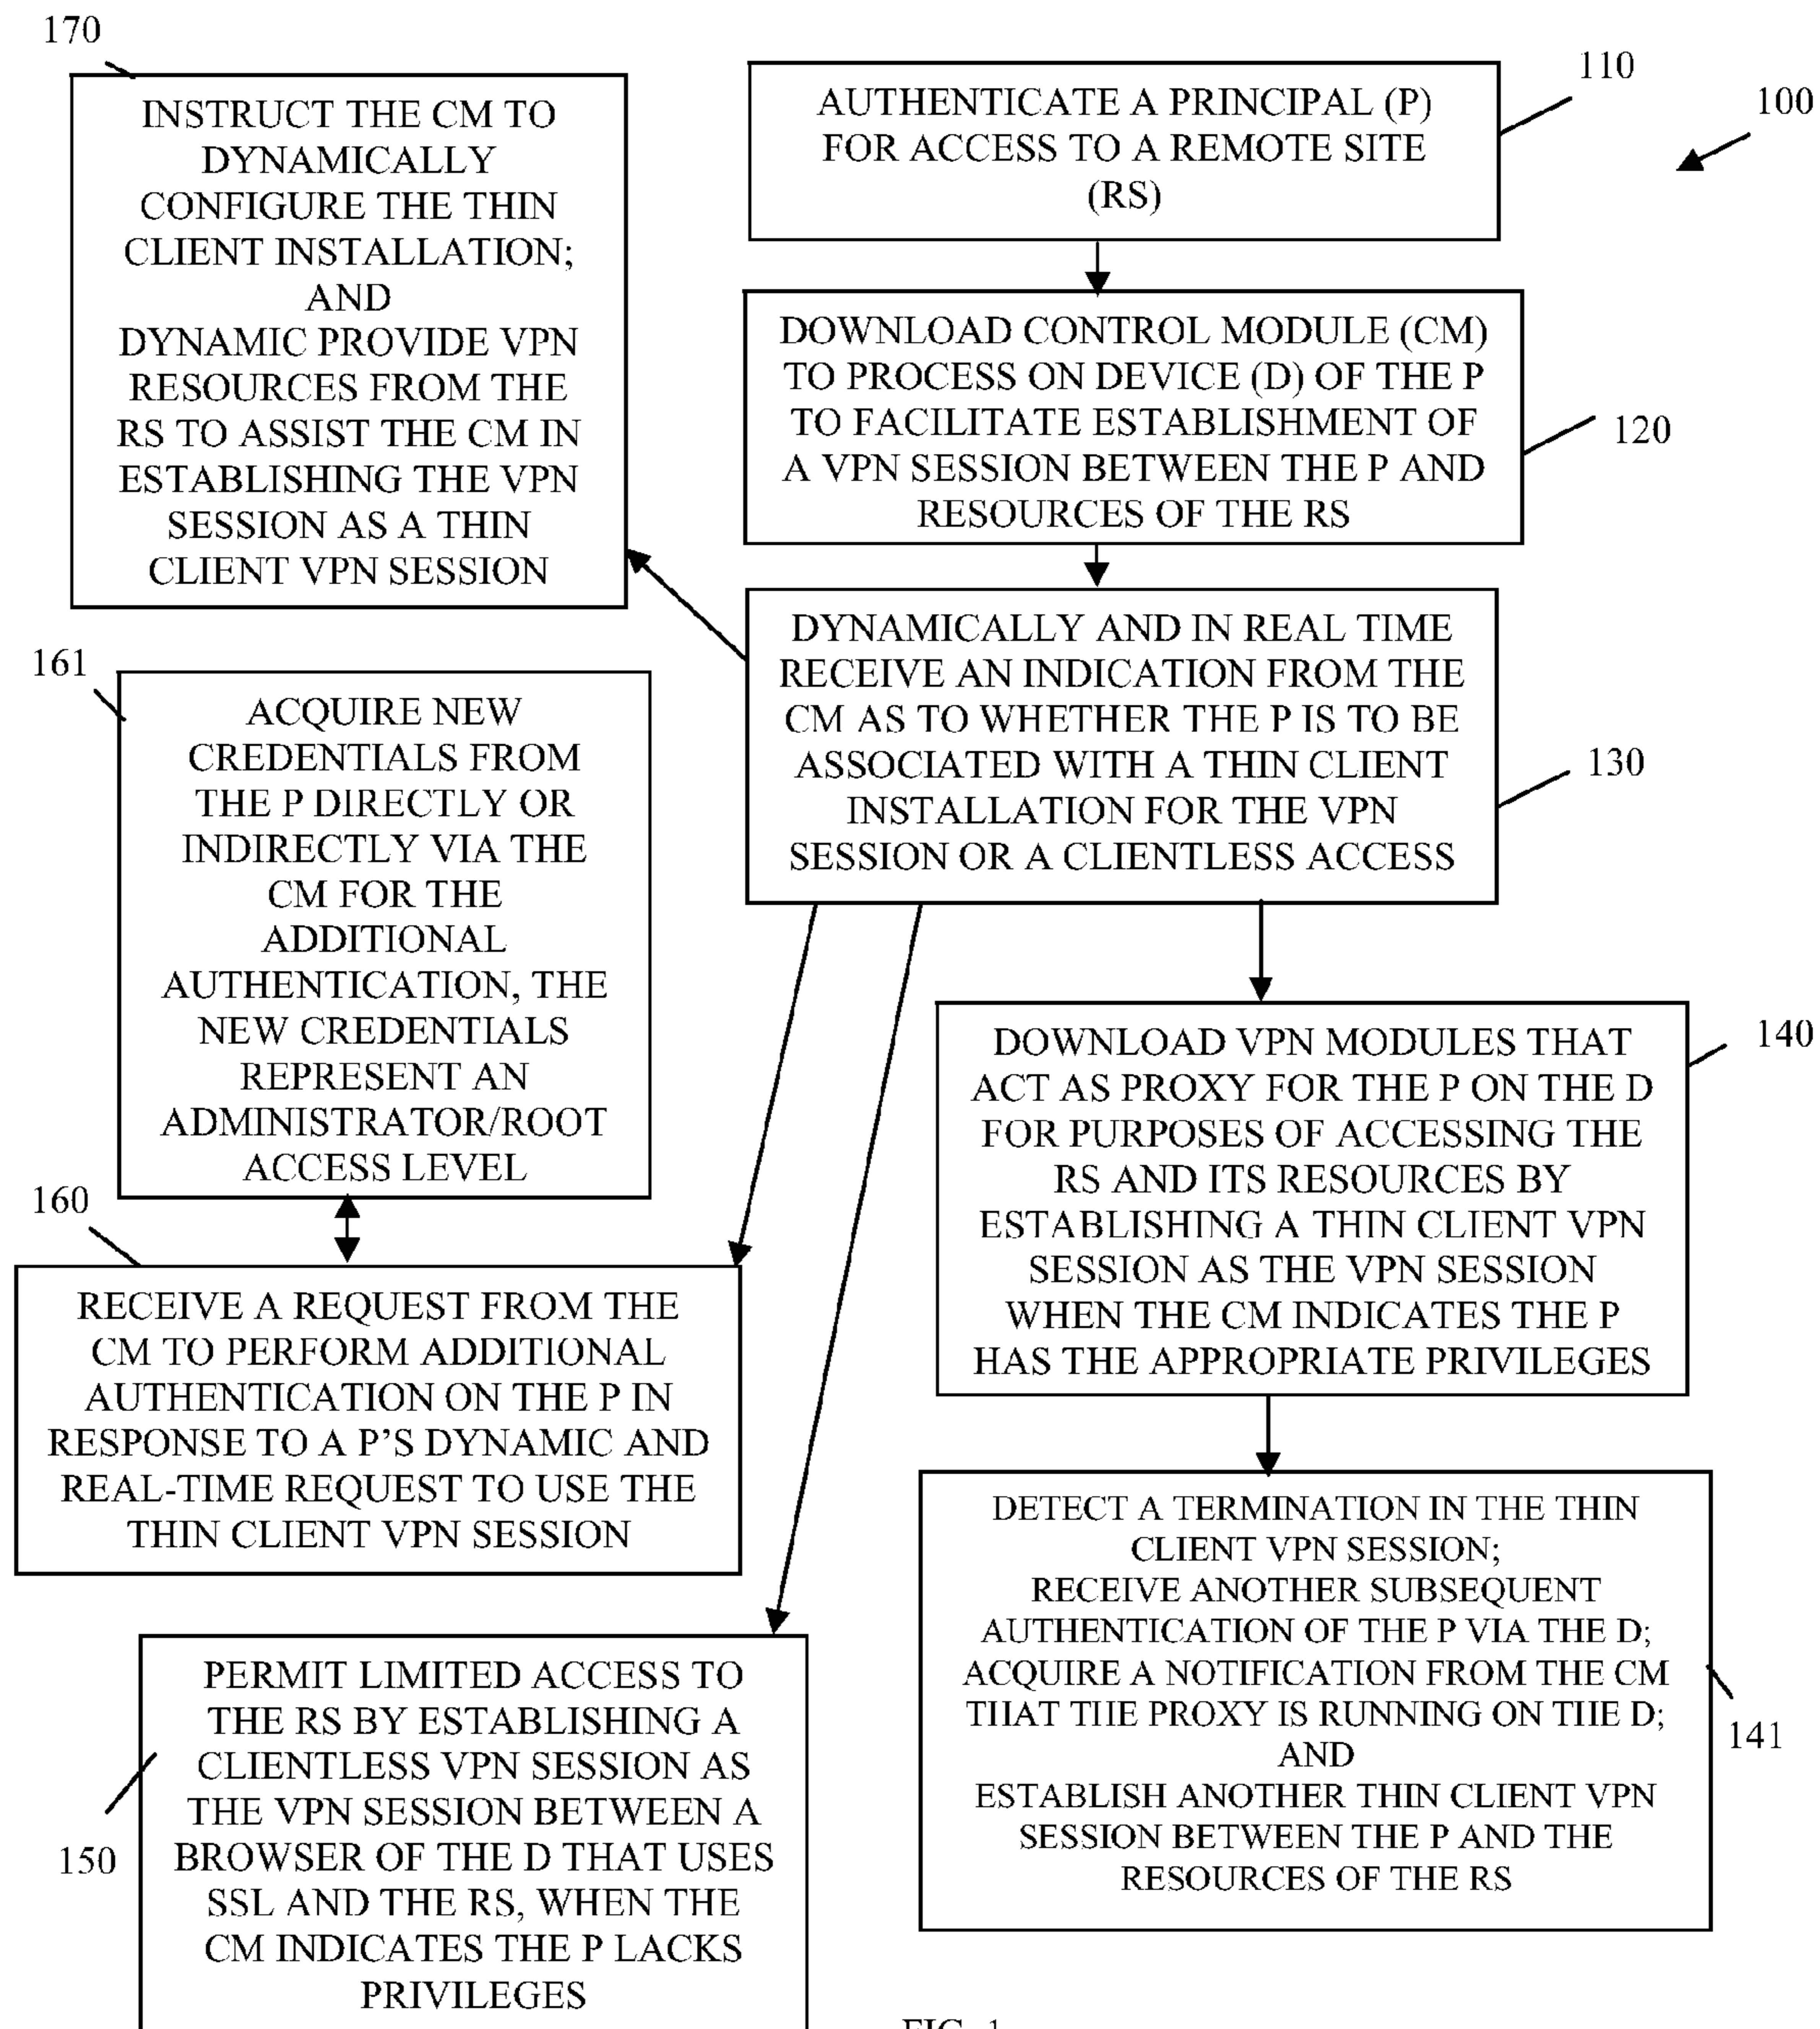 170
INSTRUCT THE CM TO
DYNAMICALLY
CONFIGURE THE THIN
CLIENT INSTALLATION;
AND
DYNAMIC PROVIDE VPN
RESOURCES FROM THE
RS TO ASSIST THE CM IN
ESTABLISHING THE VPN
SESSION AS A THIN
CLIENT VPN SESSION
110
AUTHENTICATE A PRINCIPAL (P)
FOR ACCESS TO A REMOTE SITE
(RS)
100
DOWNLOAD CONTROL MODULE (CM)
TO PROCESS ON DEVICE (D) OF THE P
TO FACILITATE ESTABLISHMENT OF
A VPN SESSION BETWEEN THE P AND
RESOURCES OF THE RS
120
DYNAMICALLY AND IN REAL TIME
RECEIVE AN INDICATION FROM THE
CM AS TO WHETHER THE P IS TO BE
ASSOCIATED WITH A THIN CLIENT
INSTALLATION FOR THE VPN
SESSION OR A CLIENTLESS ACCESS
130
161
ACQUIRE NEW
CREDENTIALS FROM
THE P DIRECTLY OR
INDIRECTLY VIA THE
CM FOR THE
ADDITIONAL
AUTHENTICATION, THE
NEW CREDENTIALS
REPRESENT AN
ADMINISTRATOR/ROOT
ACCESS LEVEL
160
RECEIVE A REQUEST FROM THE
CM TO PERFORM ADDITIONAL
AUTHENTICATION ON THE P IN
RESPONSE TO A P'S DYNAMIC AND
REAL-TIME REQUEST TO USE THE
THIN CLIENT VPN SESSION
140
DOWNLOAD VPN MODULES THAT
ACT AS PROXY FOR THE P ON THE D
FOR PURPOSES OF ACCESSING THE
RS AND ITS RESOURCES BY
ESTABLISHING A THIN CLIENT VPN
SESSION AS THE VPN SESSION
WHEN THE CM INDICATES THE P
HAS THE APPROPRIATE PRIVILEGES
DETECT A TERMINATION IN THE THIN
CLIENT VPN SESSION;
RECEIVE ANOTHER SUBSEQUENT
AUTHENTICATION OF THE P VIA THE D;
ACQUIRE A NOTIFICATION FROM THE CM
THAT THE PROXY IS RUNNING ON THE D;
AND
ESTABLISH ANOTHER THIN CLIENT VPN
SESSION BETWEEN THE P AND THE
RESOURCES OF THE RS
141
PERMIT LIMITED ACCESS TO
THE RS BY ESTABLISHING A
CLIENTLESS VPN SESSION AS
THE VPN SESSION BETWEEN A
BROWSER OF THE D THAT USES
SSL AND THE RS, WHEN THE
CM INDICATES THE P LACKS
PRIVILEGES
150
FIG. 1